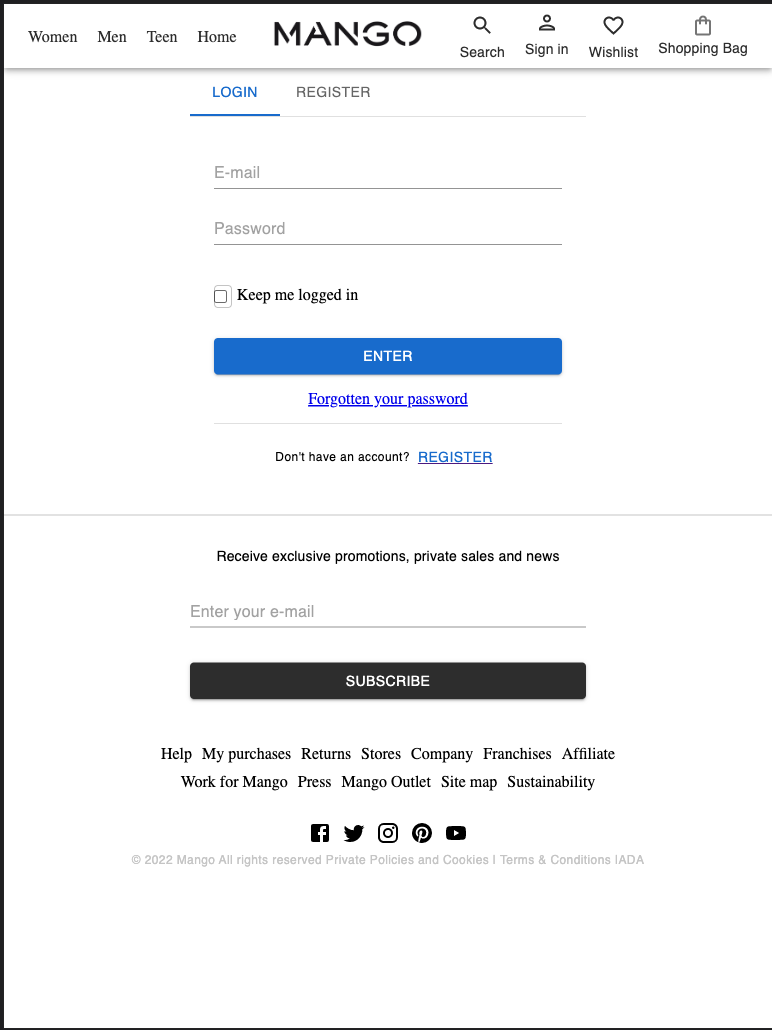 Women Men Teen Home MANGO Search Sign in Wishlist Shopping Bag
LOGIN REGISTER
E-mail
Password
Keep me logged in
ENTER
Forgotten your password
Don't have an account? REGISTER
Receive exclusive promotions, private sales and news
Enter your e-mail
SUBSCRIBE
Help My purchases Returns Stores Company Franchises Affiliate
Work for Mango Press Mango Outlet Site map Sustainability
© 2022 Mango All rights reserved Private Policies and Cookies I Terms & Conditions IADA